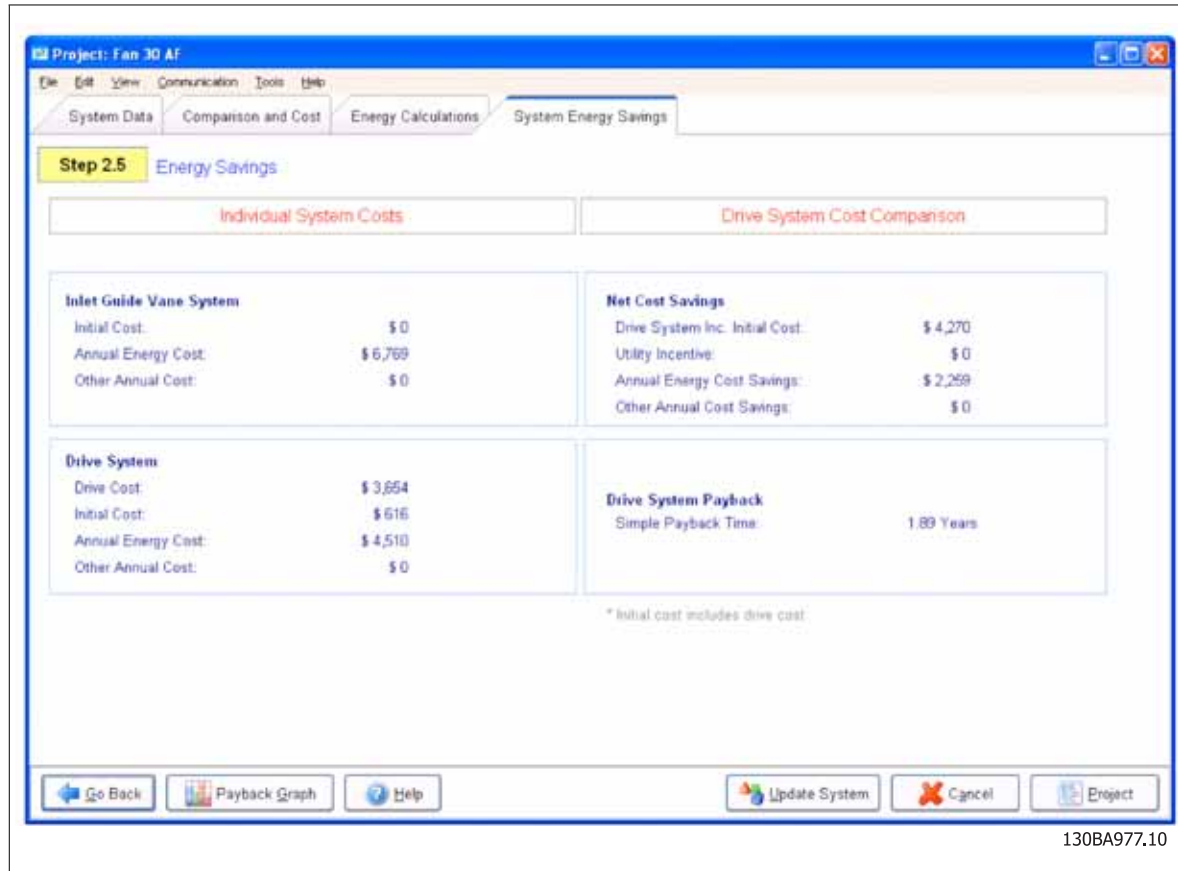 Project: Fan 30 AF
File Edit View Communication Tools Help
System Data Comparison and Cost Energy Calculations System Energy Savings
Step 2.5 Energy Savings
Individual System Costs Drive System Cost Comparison
Inlet Guide Vane System
Initial Cost: $ 0
Annual Energy Cost: $ 6,769
Other Annual Cost: $ 0
Net Cost Savings
Drive System Inc. Initial Cost: $ 4,270
Utility Incentive: $ 0
Annual Energy Cost Savings: $ 2,259
Other Annual Cost Savings: $ 0
Drive System
Drive Cost: $ 3,654
Initial Cost: $ 616
Annual Energy Cost: $ 4,510
Other Annual Cost: $ 0
Drive System Payback
Simple Payback Time: 1.89 Years
* Initial cost includes drive cost
Go Back Payback Graph Help Update System Cancel Project
130BA977.10